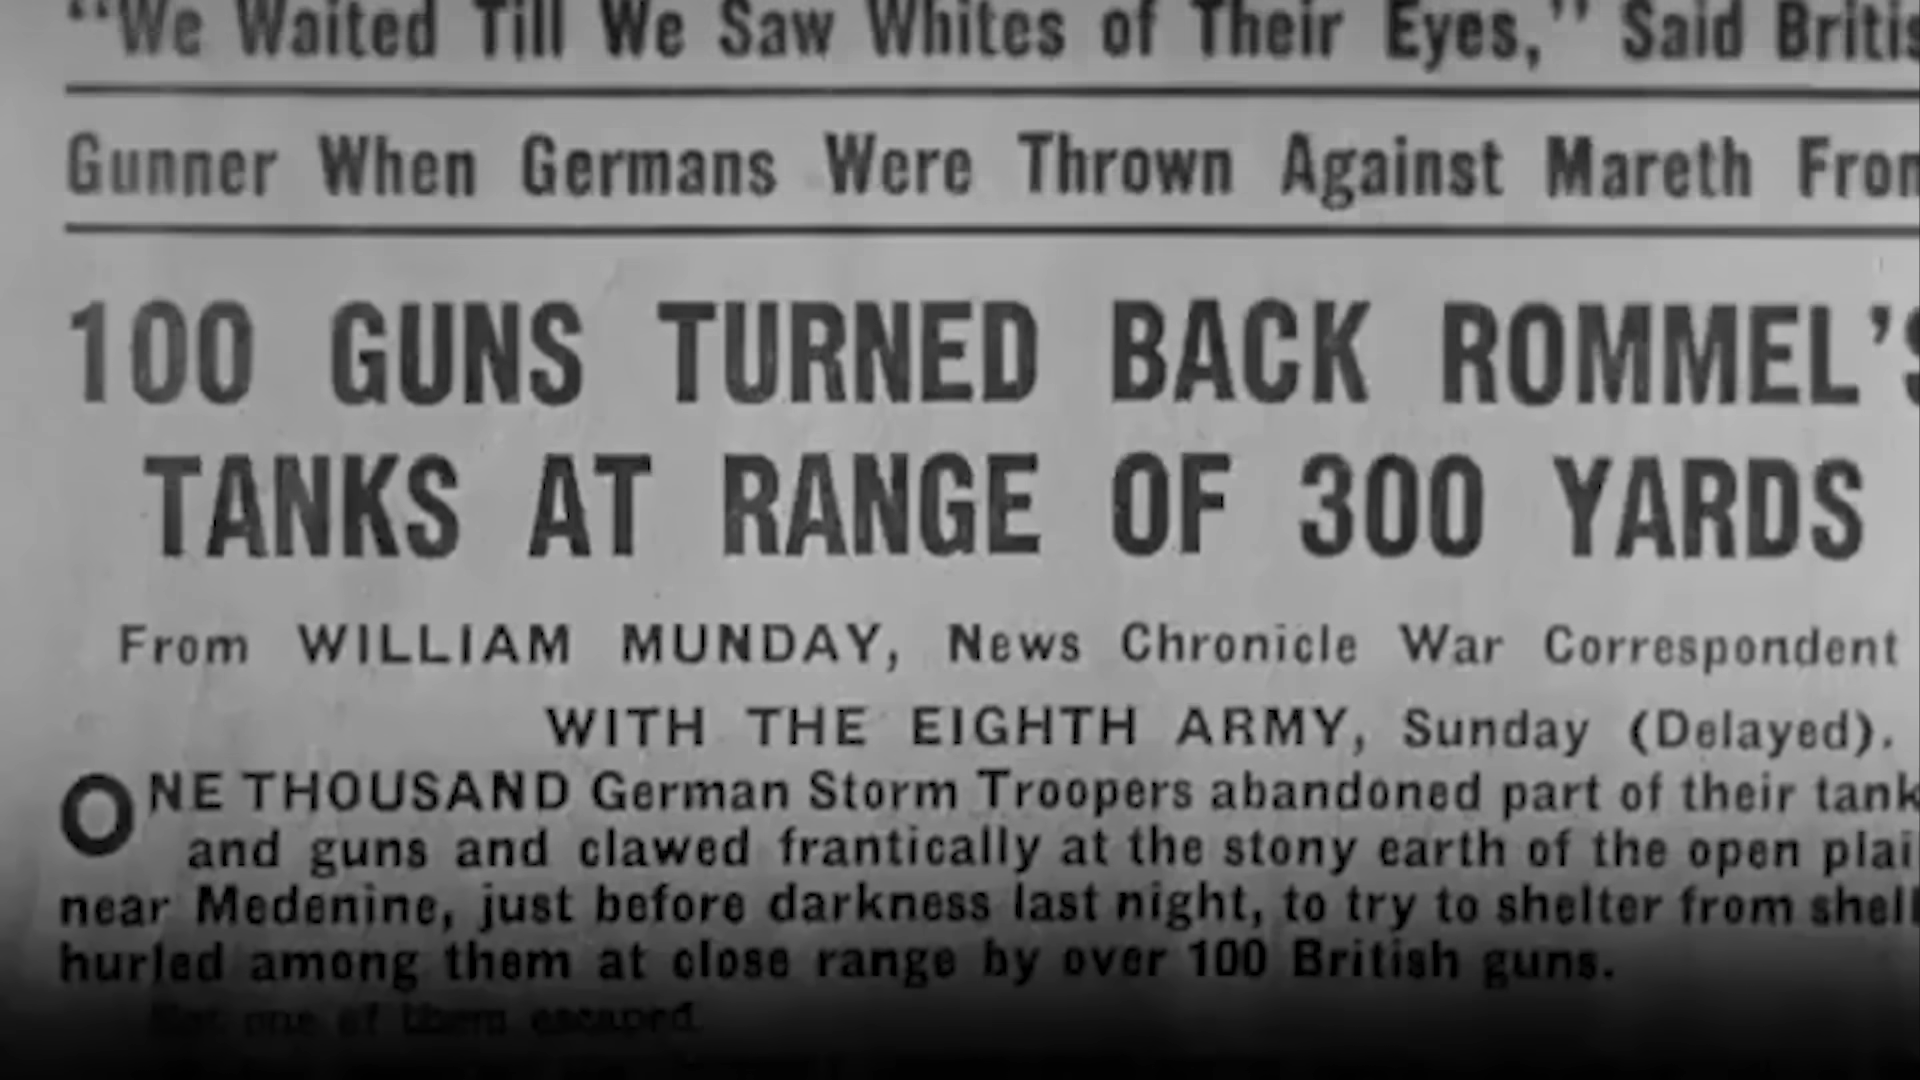 “We Waited Till We Saw Whites of Their Eyes,” Said Britis
Gunner When Germans Were Thrown Against Mareth Fron
100 GUNS TURNED BACK ROMMEL'S
TANKS AT RANGE OF 300 YARDS
From WILLIAM MUNDAY, News Chronicle War Correspondent
WITH THE EIGHTH ARMY, Sunday (Delayed).
ONE THOUSAND German Storm Troopers abandoned part of their tank
and guns and clawed frantically at the stony earth of the open plai
near Medenine, just before darkness last night, to try to shelter from shell
hurled among them at close range by over 100 British guns.
one of them escaped.